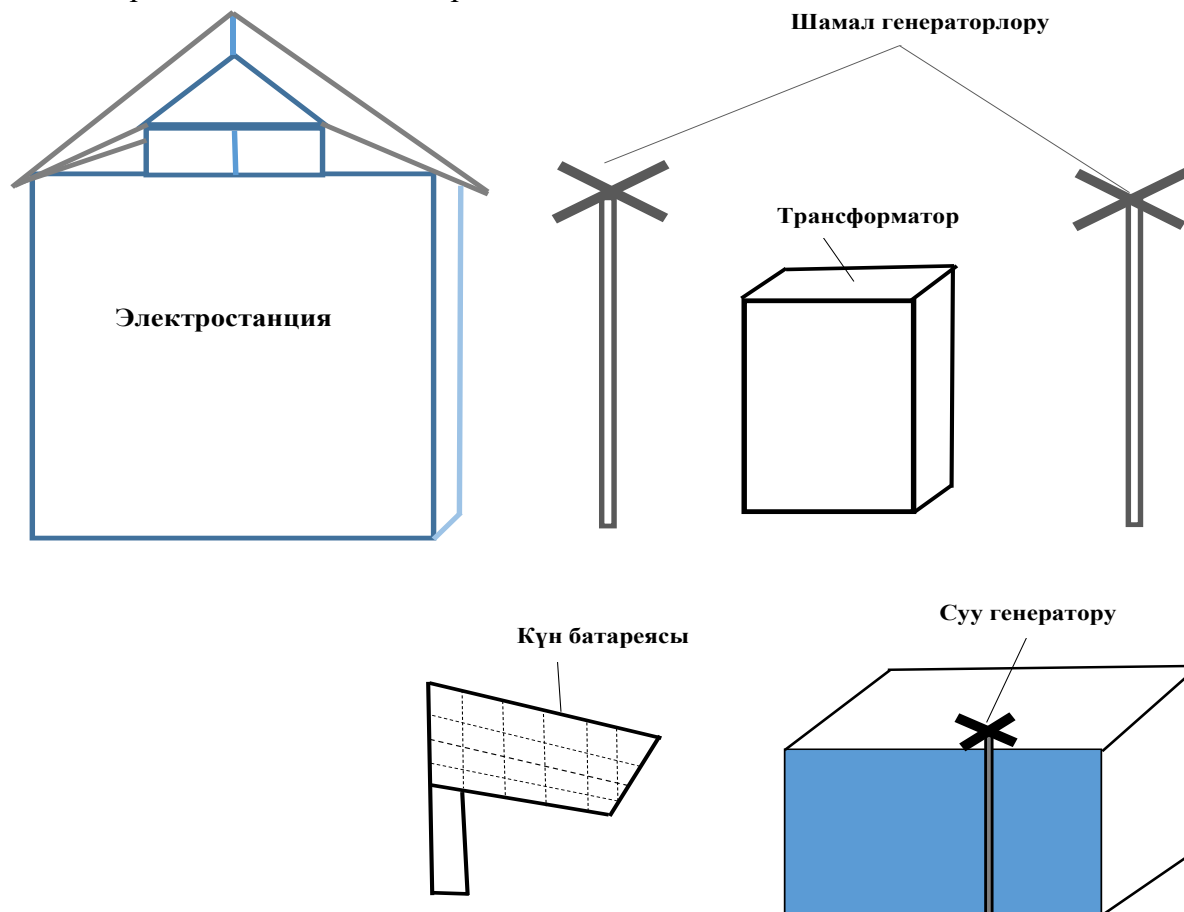 Шамал генераторлору
Трансформатор
Электростанция
Суу генератору
Күн батареясы